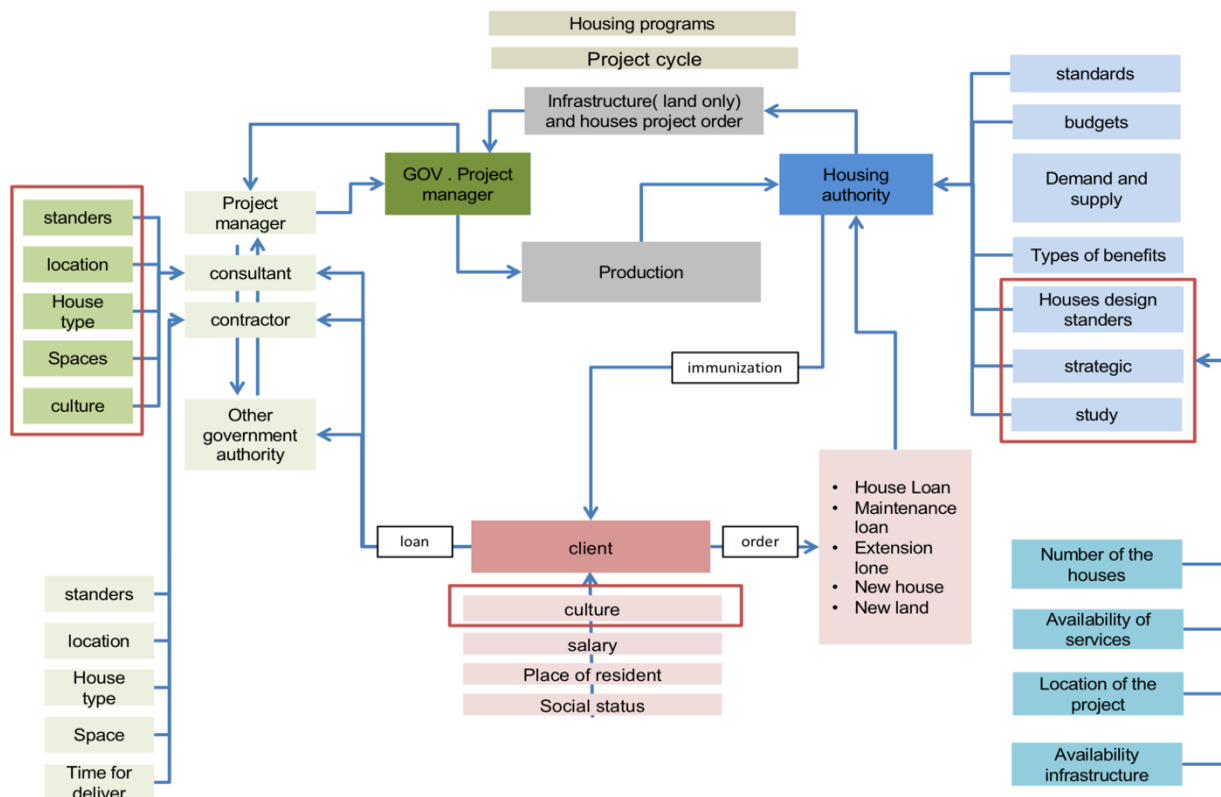 Housing programs
Project cycle
Infrastructure( land only)
and houses project order
GOV . Project
manager
Housing
authority
Production
Project
manager
consultant
contractor
Other
government
authority
standers
location
House
type
Spaces
culture
standers
location
House
type
Space
Time for
deliver
immunization
loan
client
order
culture
salary
Place of resident
Social status
• House Loan
• Maintenance
loan
• Extension
lone
• New house
• New land
standards
budgets
Demand and
supply
Types of benefits
Houses design
standers
strategic
study
Number of the
houses
Availability of
services
Location of the
project
Availability
infrastructure